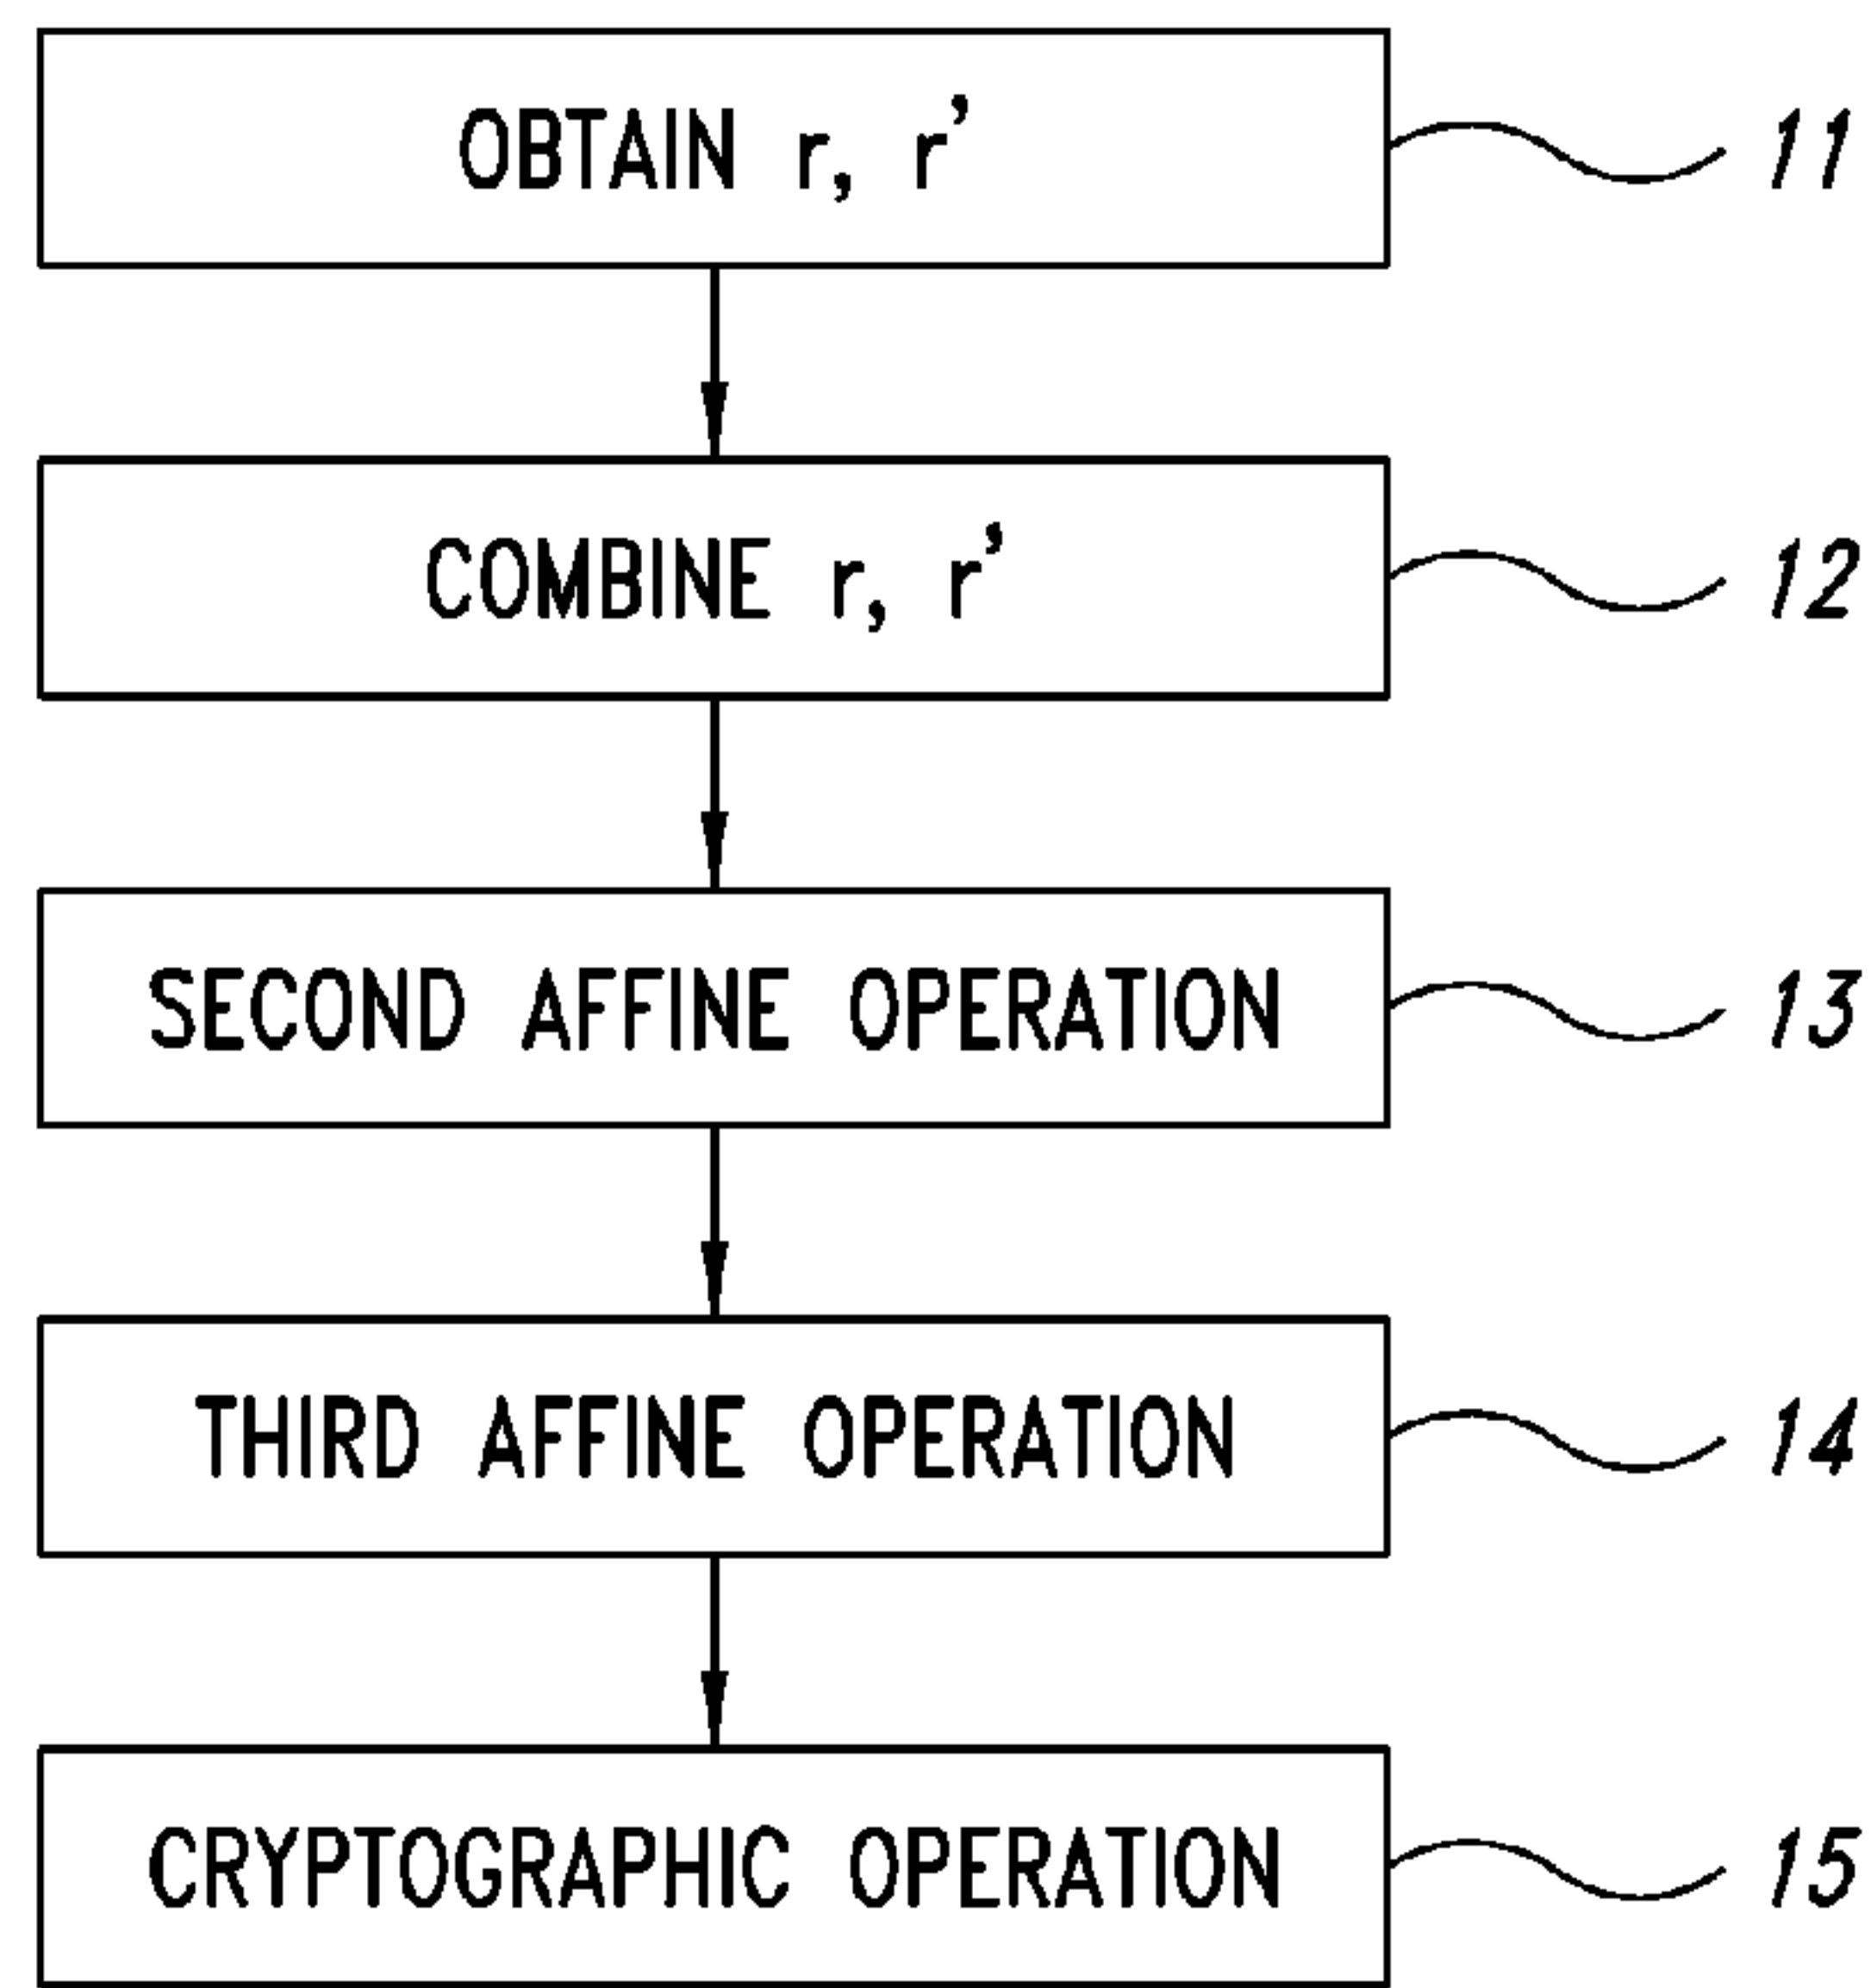 OBTAIN r, r' 11
COMBINE r, r' 12
SECOND AFFINE OPERATION 13
THIRD AFFINE OPERATION 14
CRYPTOGRAPHIC OPERATION 15